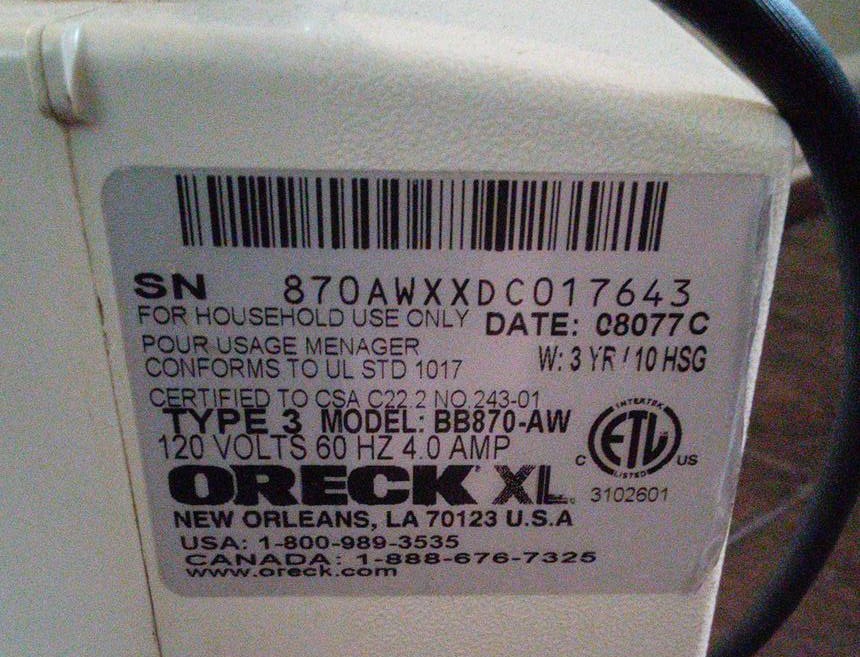 SN 870AWXXDC017643
FOR HOUSEHOLD USE ONLY DATE: 08077C
POUR USAGE MENAGER W: 3 YR / 10 HSG
CONFORMS TO UL STD 1017
CERTIFIED TO CSA C22.2 NO.243-01
TYPE 3 MODEL: BB870-AW
120 VOLTS 60 HZ 4.0 AMP
INTERTEK
ETL
LISTED
C US
3102601
ORECK XL
NEW ORLEANS, LA 70123 U.S.A
USA: 1-800-989-3535
CANADA: 1-888-676-7325
www.oreck.com